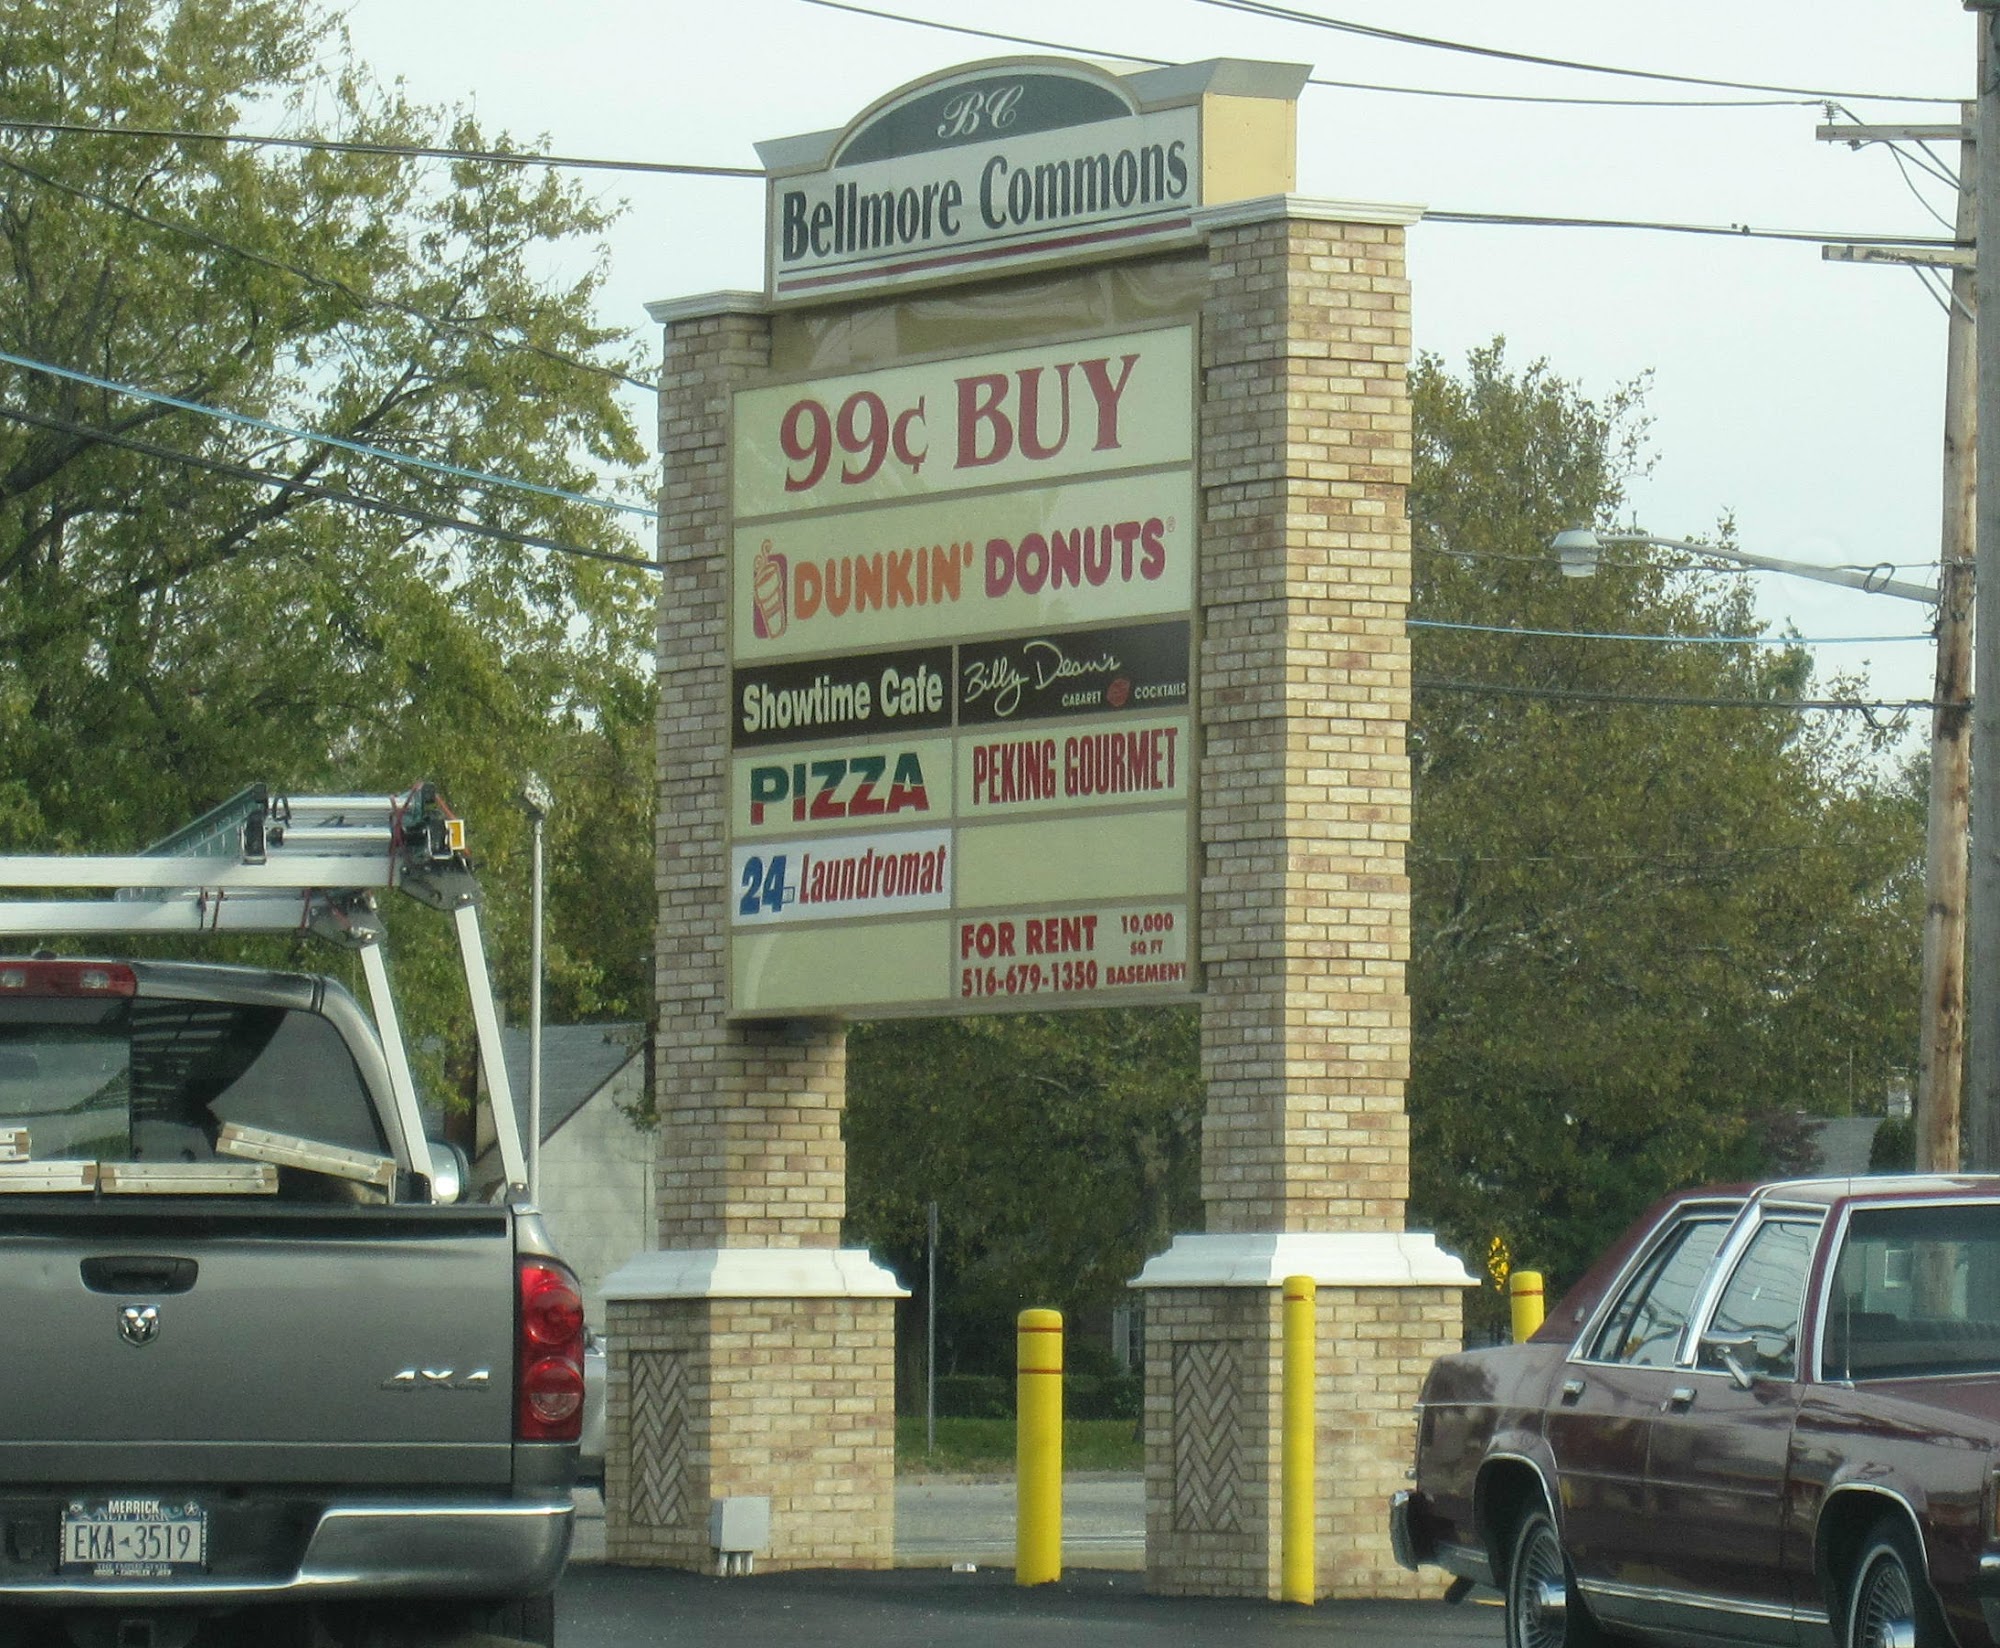 BC
Bellmore Commons
99¢ BUY
DUNKIN' DONUTS®
Showtime Cafe
Billy Dean's
CABARET COCKTAILS
PIZZA
PEKING GOURMET
24 Laundromat
FOR RENT 10,000
SQ FT
516-679-1350 BASEMENT
4X4
MERRICK
NEW YORK
EKA-3519
THE EMPIRE STATE